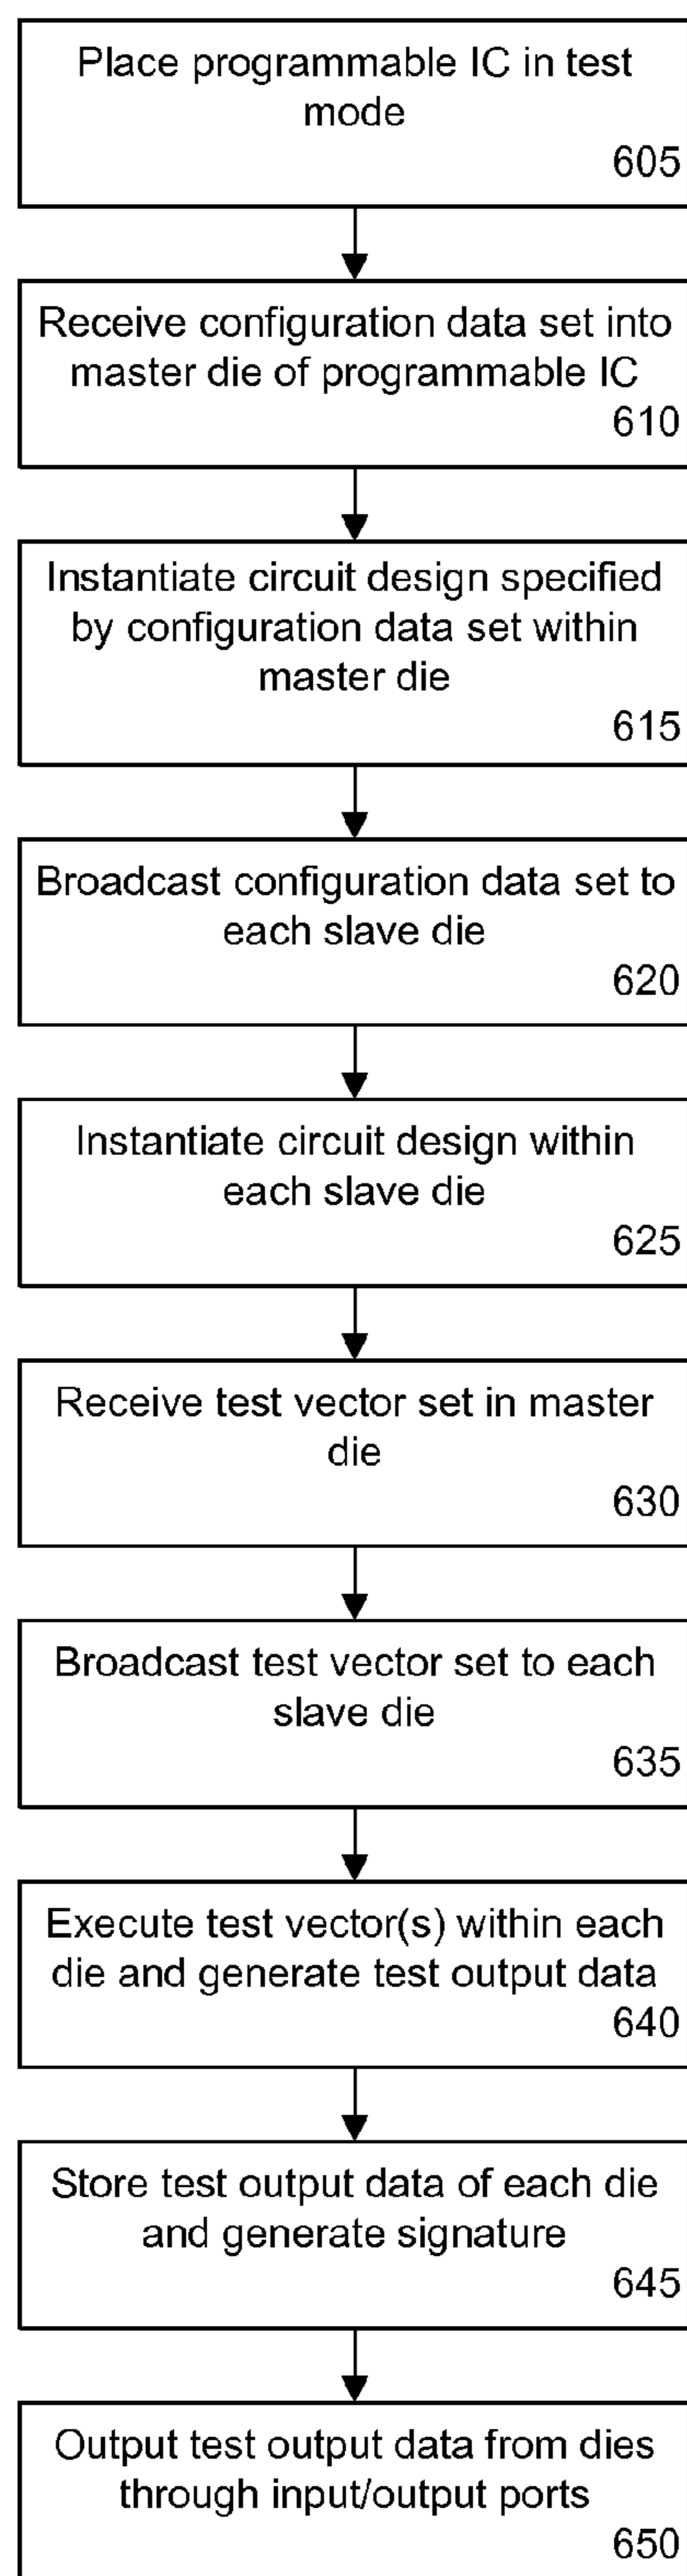 Place programmable IC in test
mode
605
Receive configuration data set into
master die of programmable IC
610
Instantiate circuit design specified
by configuration data set within
master die
615
Broadcast configuration data set to
each slave die
620
Instantiate circuit design within
each slave die
625
Receive test vector set in master
die
630
Broadcast test vector set to each
slave die
635
Execute test vector(s) within each
die and generate test output data
640
Store test output data of each die
and generate signature
645
Output test output data from dies
through input/output ports
650